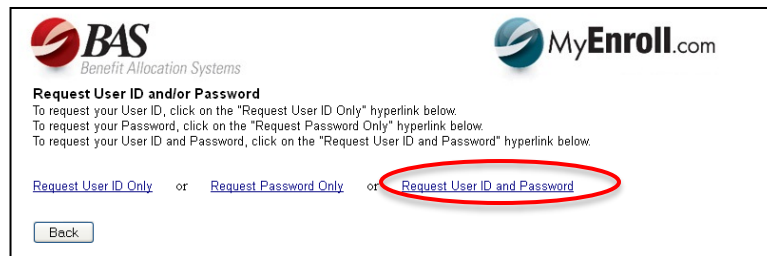 BAS
Benefit Allocation Systems
MyEnroll.com
Request User ID and/or Password
To request your User ID, click on the "Request User ID Only" hyperlink below.
To request your Password, click on the "Request Password Only" hyperlink below.
To request your User ID and Password, click on the "Request User ID and Password" hyperlink below.
Request User ID Only or Request Password Only or Request User ID and Password
Back